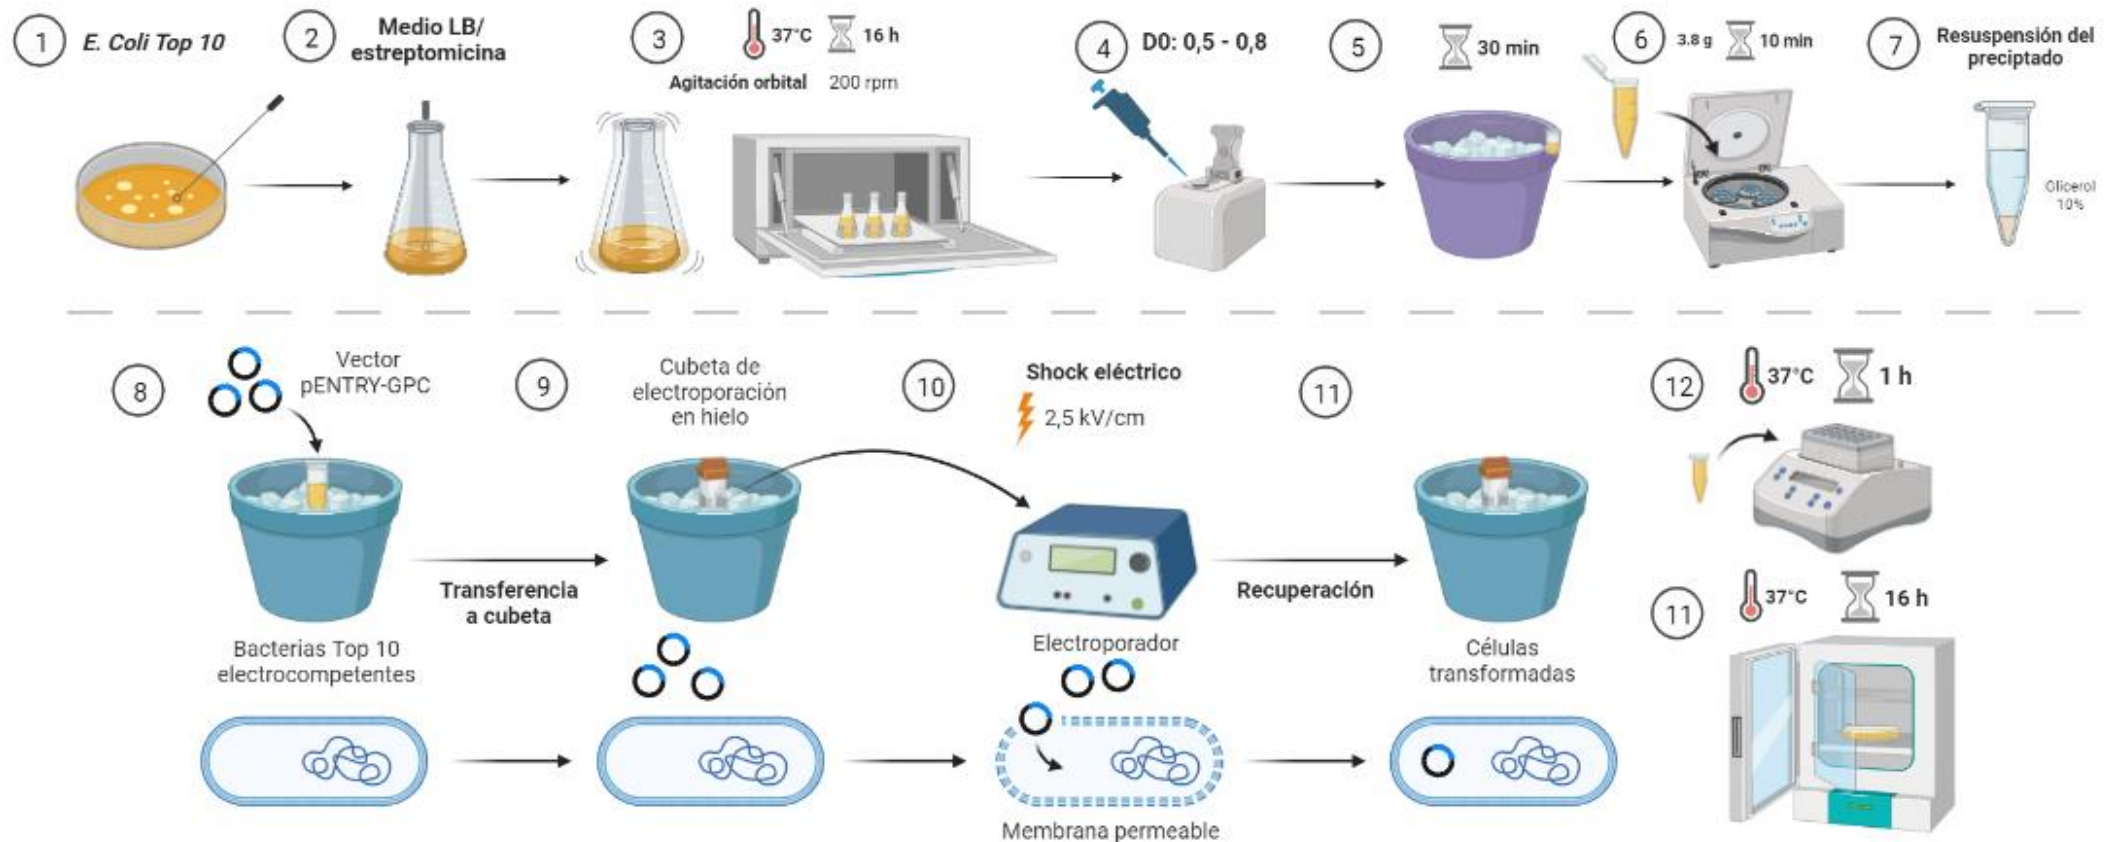 1
E. Coli Top 10
2
Medio LB/
estreptomicina
3
37°C
16 h
Agitación orbital
200 rpm
4
D0: 0,5 - 0,8
5
30 min
6
3.8 g
10 min
7
Resuspensión del
preciptado
Glicerol
10%
8
Vector
pENTRY-GPC
Bacterias Top 10
electrocompetentes
Transferencia
a cubeta
9
Cubeta de
electroporación
en hielo
10
Shock eléctrico
2,5 kV/cm
Electroporador
Membrana permeable
Recuperación
11
Células
transformadas
12
37°C
1 h
11
37°C
16 h